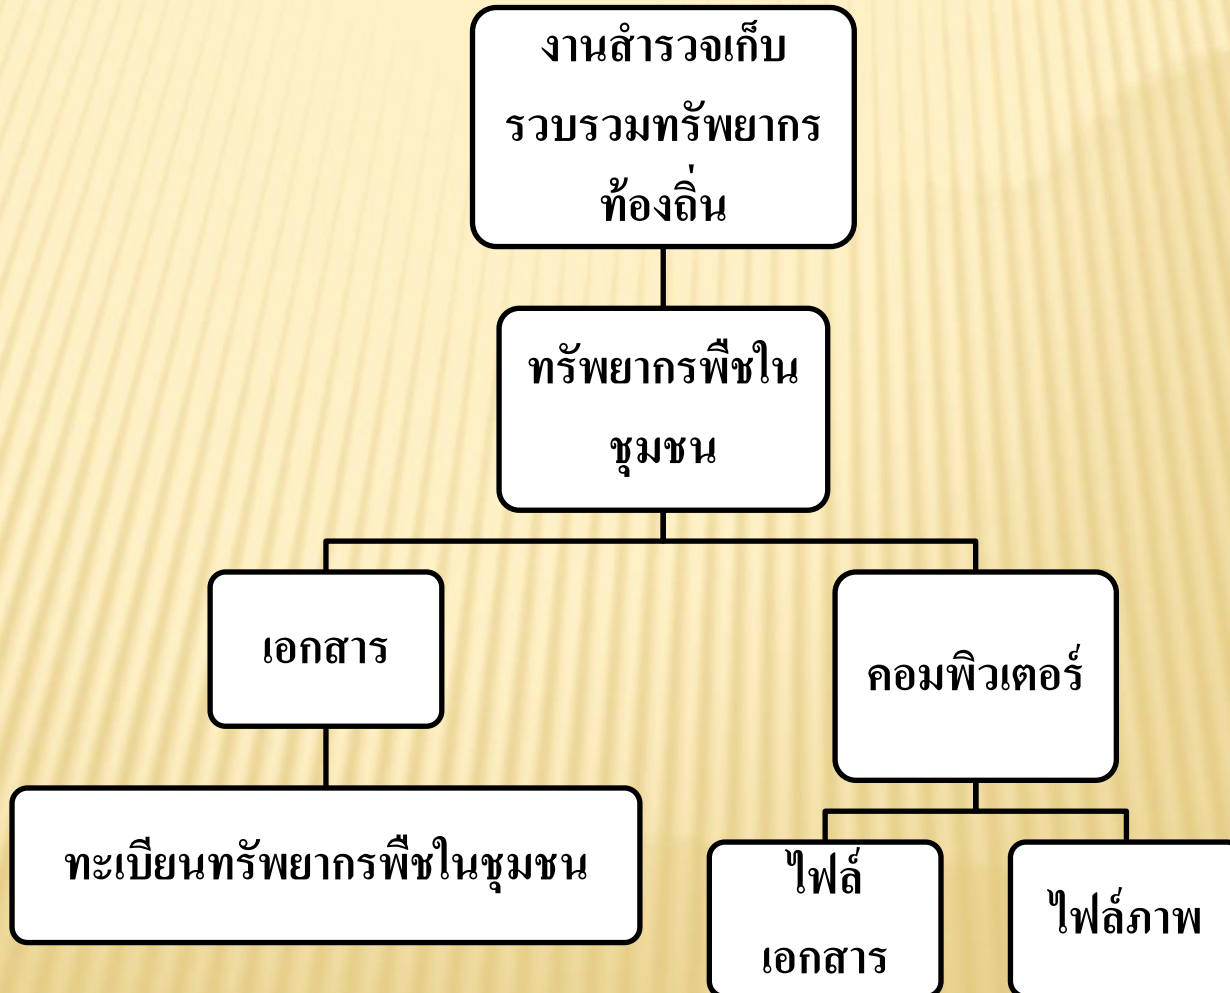 งานสำรวจเก็บ
รวบรวมทรัพยากร
ท้องถิ่น
ทรัพยากรพืชใน
ชุมชน
เอกสาร
คอมพิวเตอร์
ทะเบียนทรัพยากรพืชในชุมชน
ไฟล์
เอกสาร
ไฟล์ภาพ